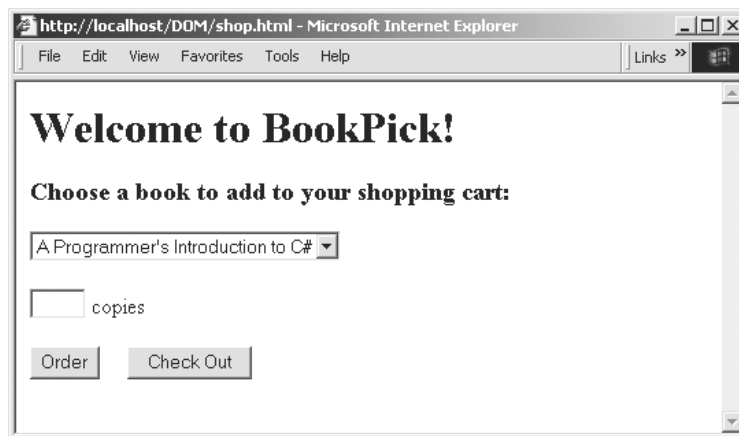 http://localhost/DOM/shop.html - Microsoft Internet Explorer
File Edit View Favorites Tools Help Links »
Welcome to BookPick!
Choose a book to add to your shopping cart:
A Programmer's Introduction to C#
copies
Order Check Out